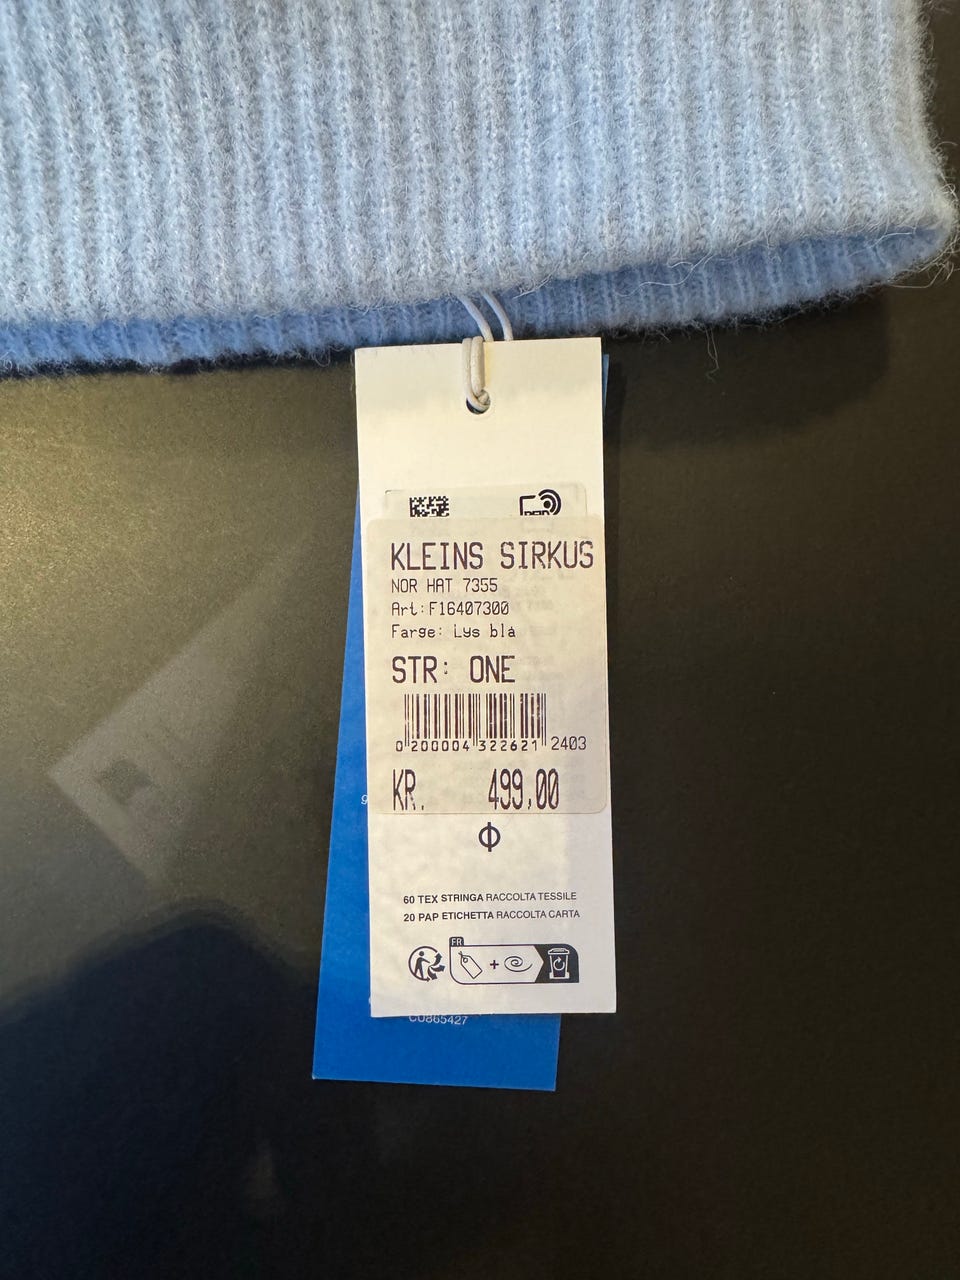 KLEINS SIRKUS
NOR HAT 7355
Art:F16407300
Farge: Lys blå
STR: ONE
0 200004 322621 2403
KR. 499,00
60 TEX STRINGA RACCOLTA TESSILE
20 PAP ETICHETTA RACCOLTA CARTA
FR
CU865427